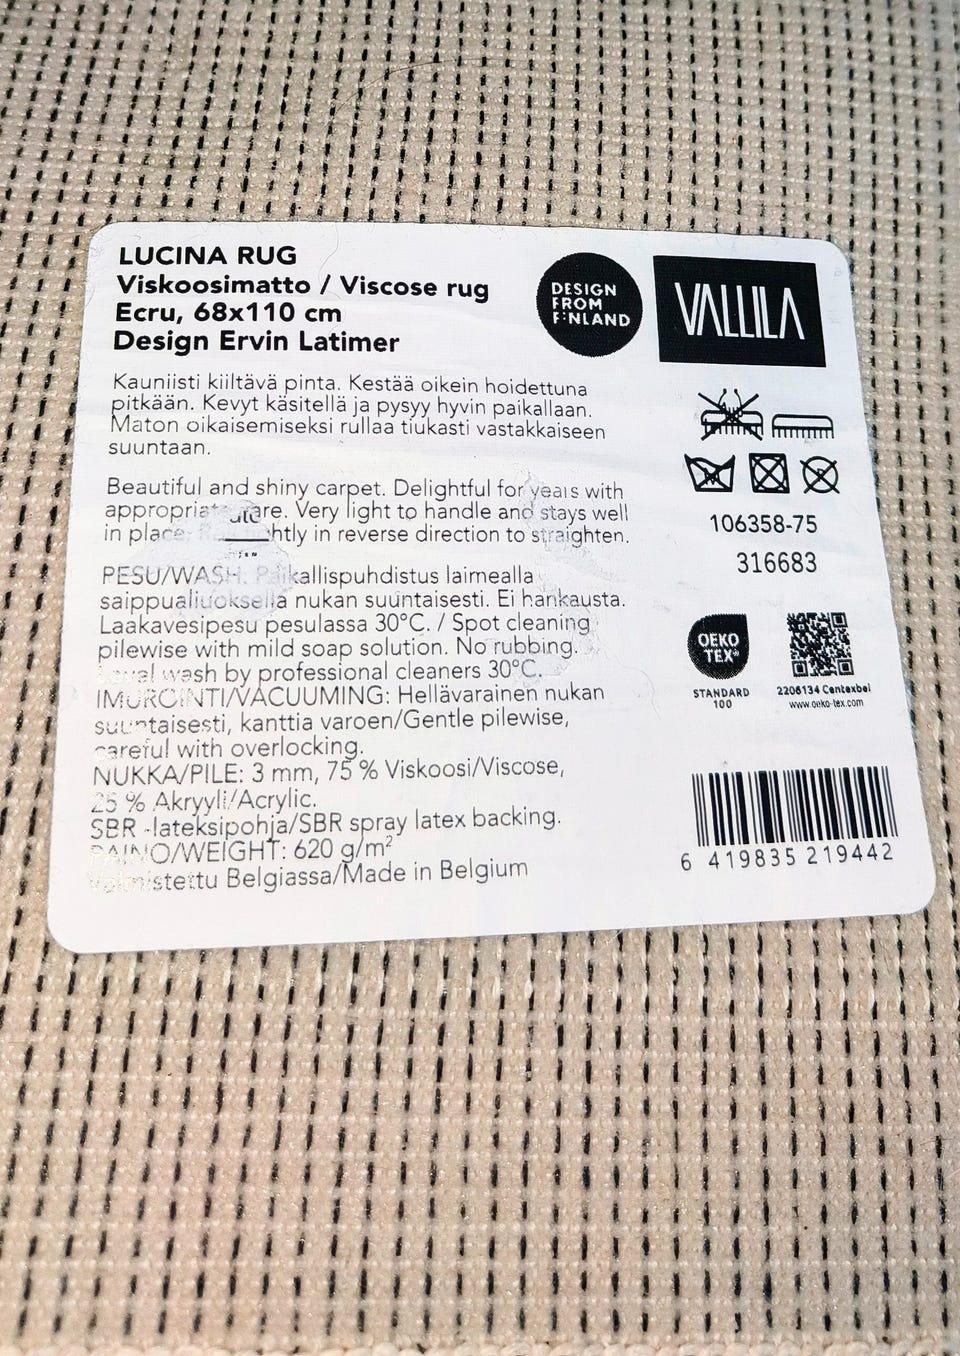 LUCINA RUG
Viskoosimatto / Viscose rug
Ecru, 68x110 cm
Design Ervin Latimer
DESIGN
FROM
FINLAND
VALLILA
Kauniisti kiiltävä pinta. Kestää oikein hoidettuna
pitkään. Kevyt käsitellä ja pysyy hyvin paikallaan.
Maton oikaisemiseksi rullaa tiukasti vastakkaiseen
suuntaan.
Beautiful and shiny carpet. Delightful for years with
appropriate care. Very light to handle and stays well
in place. tightly in reverse direction to straighten.
PESU/WASH: Paikallispuhdistus laimealla
saippualiuoksella nukan suuntaisesti. Ei hankausta.
Laakavesipesu pesulassa 30°C. / Spot cleaning
pilewise with mild soap solution. No rubbing.
wash by professional cleaners 30°C.
IMUROINTI/VACUUMING: Hellävarainen nukan
suuntaisesti, kanttia varoen/Gentle pilewise,
careful with overlocking.
NUKKA/PILE: 3 mm, 75 % Viskoosi/Viscose,
25 % Akryyli/Acrylic.
SBR -lateksipohja/SBR spray latex backing.
PAINO/WEIGHT: 620 g/m²
Valmistettu Belgiassa/Made in Belgium
106358-75
316683
OEKO
TEX®
STANDARD
100
2206134 Centexbel
www.oeko-tex.com
6 419835 219442